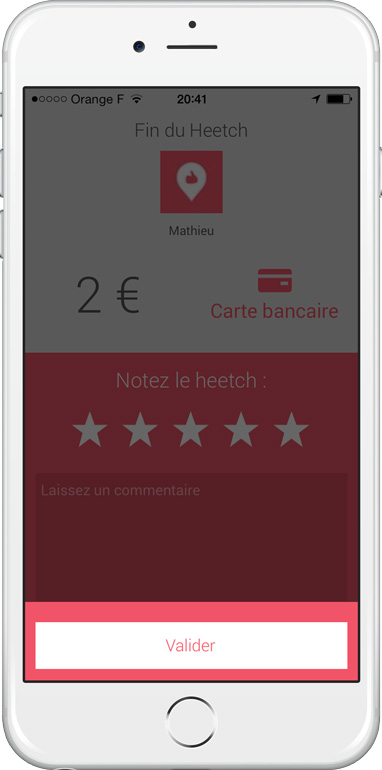 Orange F 20:41
Fin du Heetch
Mathieu
2 €
Carte bancaire
Notez le heetch :
Laissez un commentaire
Valider